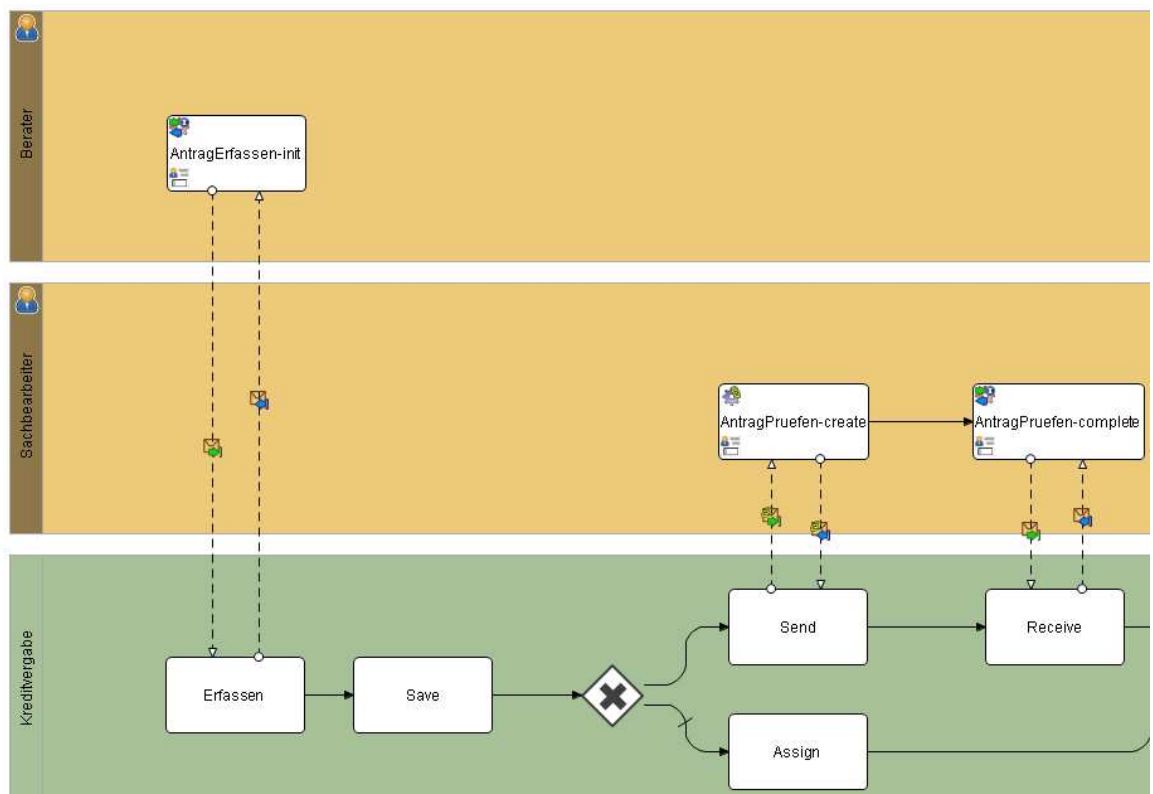 Berater
AntragErfassen-init
Sachbearbeiter
AntragPruefen-create
AntragPruefen-complete
Kreditvergabe
Erfassen
Save
Send
Receive
Assign